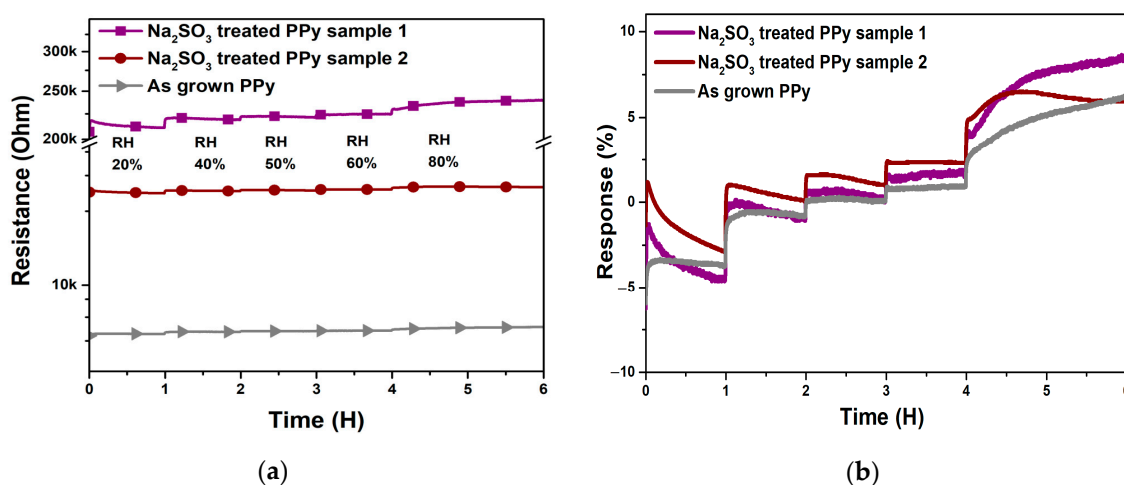 Na₂SO₃ treated PPy sample 1
Na₂SO₃ treated PPy sample 2
As grown PPy
300k
250k
200k
10k
Resistance (Ohm)
RH 20%
RH 40%
RH 50%
RH 60%
RH 80%
0 1 2 3 4 5 6
Time (H)
(a)
Na₂SO₃ treated PPy sample 1
Na₂SO₃ treated PPy sample 2
As grown PPy
10
5
0
−5
−10
Response (%)
0 1 2 3 4 5
Time (H)
(b)